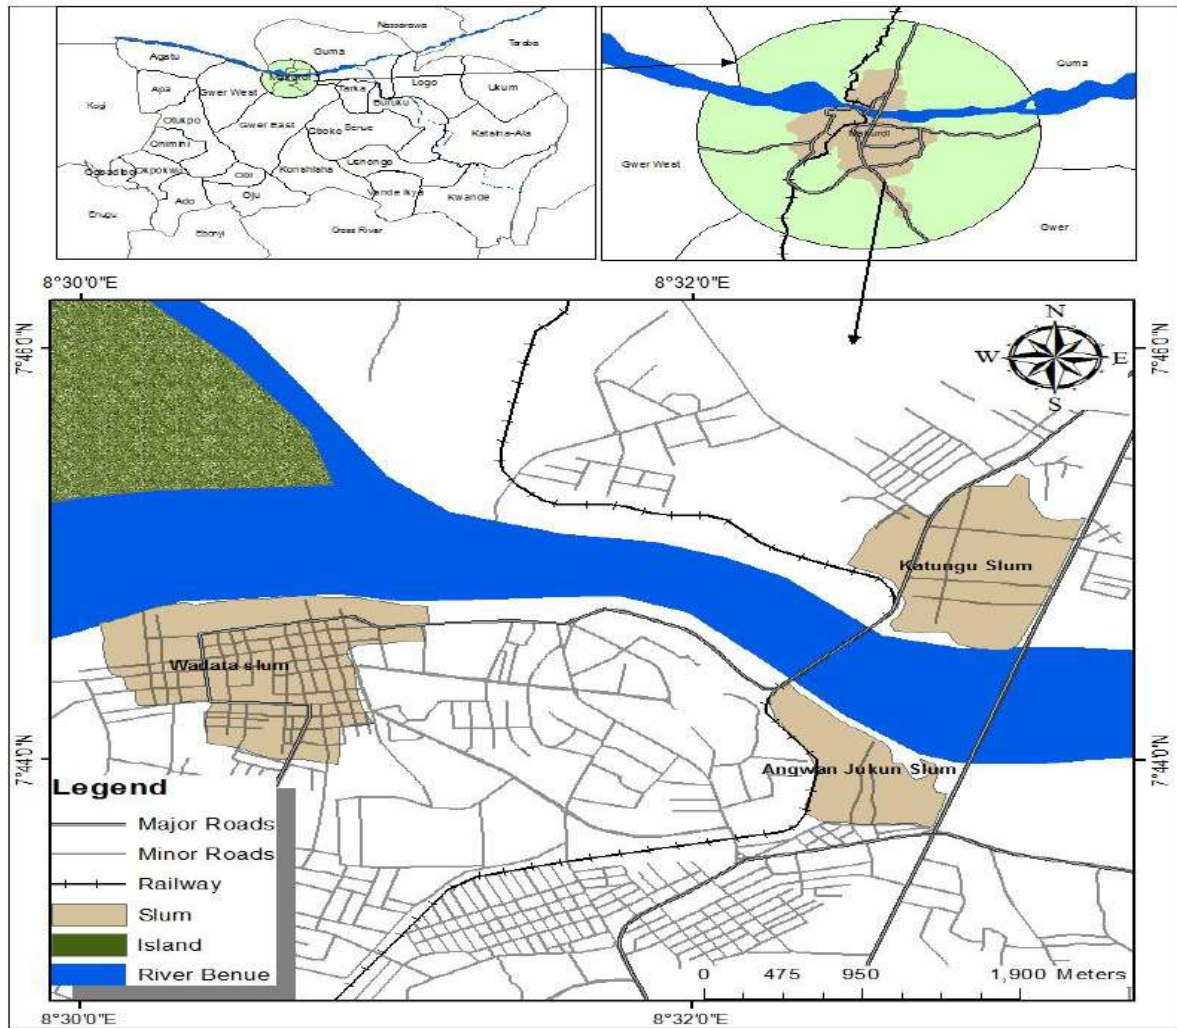 Nassarawa
Taraba
Guma
Agatu
Makurdi
Logo
Ukum
Apa
Gwer West
Tarka
Buruku
Kogi
Otukpo
Gwer East
Gboko
Benue
Katsina-Ala
Ohimini
Ushongo
Ogbadibo
Okpokwu
Obi
Konshisha
Vande Ikya
Kwande
Ado
Oju
Enugu
Ebonyi
Cross River
Guma
Makurdi
Gwer West
Gwer
8°30'0"E
8°32'0"E
7°46'0"N
7°46'0"N
N
W
E
S
Katungu Slum
Wadata slum
Angwan Jukun Slum
7°44'0"N
7°44'0"N
Legend
Major Roads
Minor Roads
Railway
Slum
Island
River Benue
0 475 950 1,900 Meters
8°30'0"E
8°32'0"E